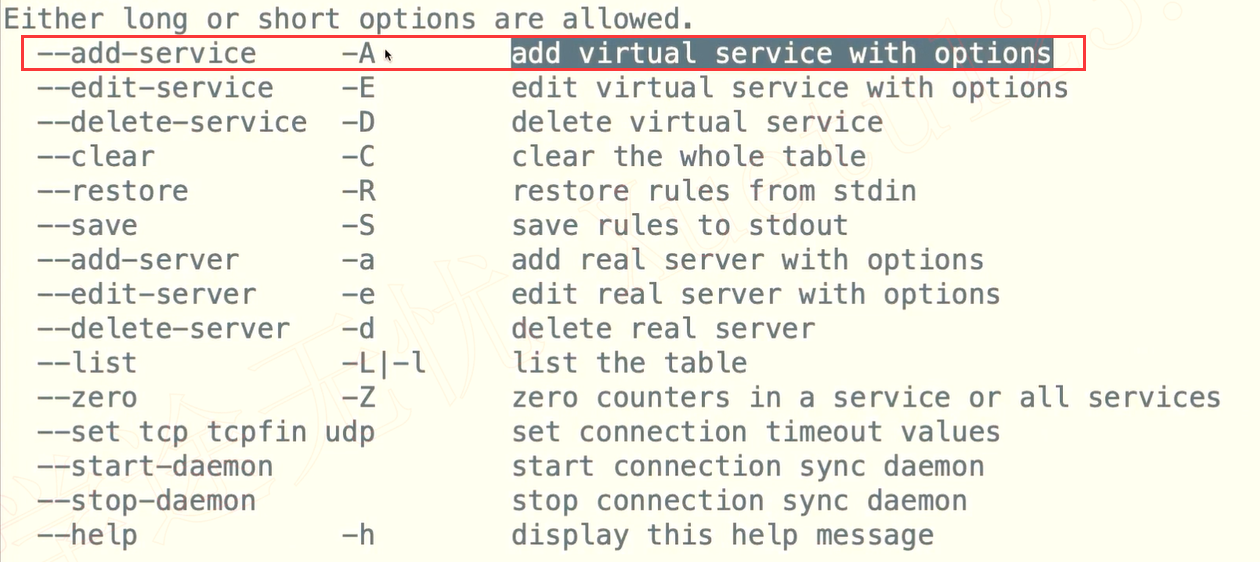 Either long or short options are allowed.
--add-service -A add virtual service with options
--edit-service -E edit virtual service with options
--delete-service -D delete virtual service
--clear -C clear the whole table
--restore -R restore rules from stdin
--save -S save rules to stdout
--add-server -a add real server with options
--edit-server -e edit real server with options
--delete-server -d delete real server
--list -L|-l list the table
--zero -Z zero counters in a service or all services
--set tcp tcpfin udp set connection timeout values
--start-daemon start connection sync daemon
--stop-daemon stop connection sync daemon
--help -h display this help message